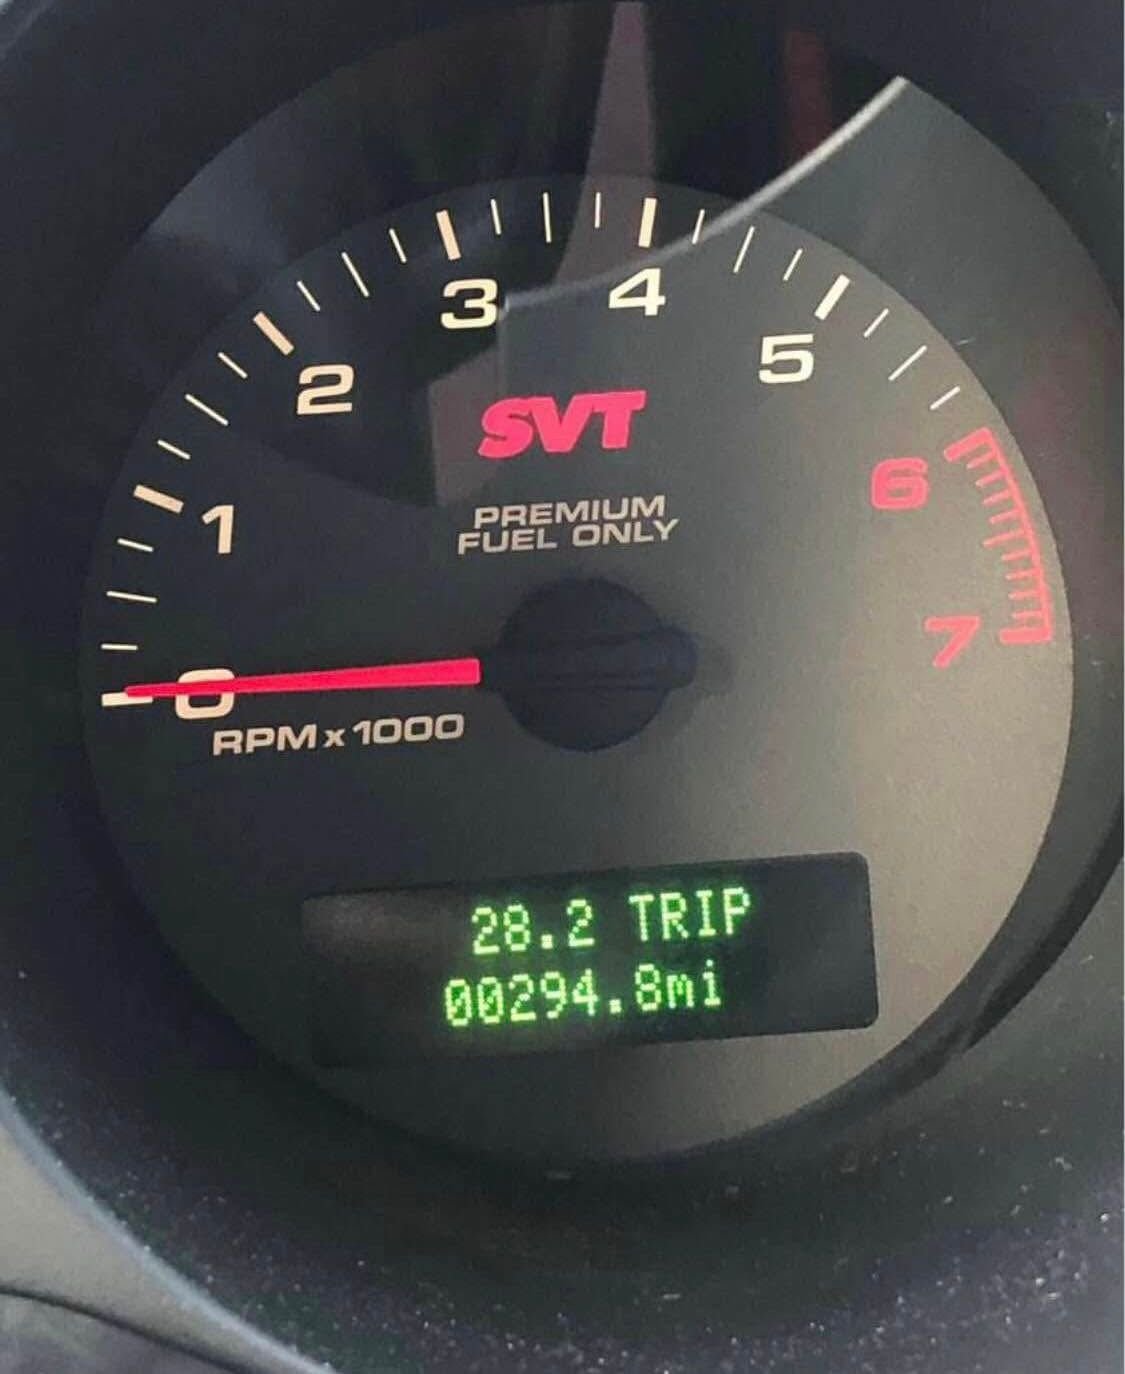 3
4
2
5
SVT
6
1
PREMIUM
FUEL ONLY
7
0
RPM x 1000
28.2 TRIP
00294.8mi